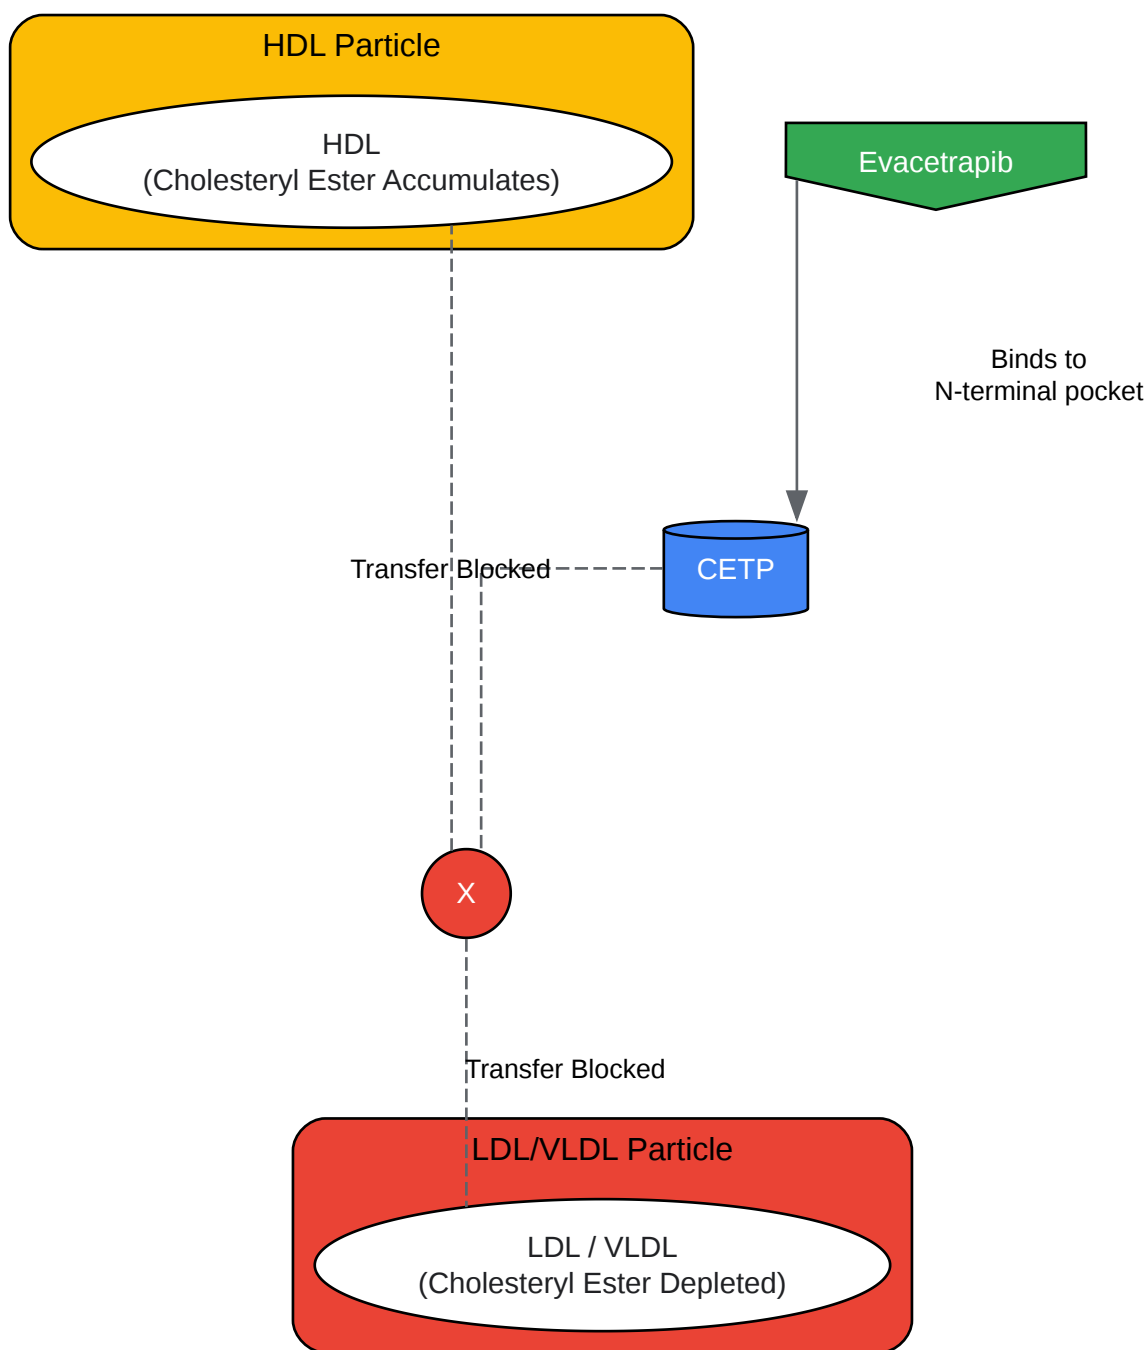 HDL Particle
HDL
(Cholesteryl Ester Accumulates)
Evacetrapib
Binds to
N-terminal pocket
Transfer Blocked
CETP
X
Transfer Blocked
LDL/VLDL Particle
LDL / VLDL
(Cholesteryl Ester Depleted)